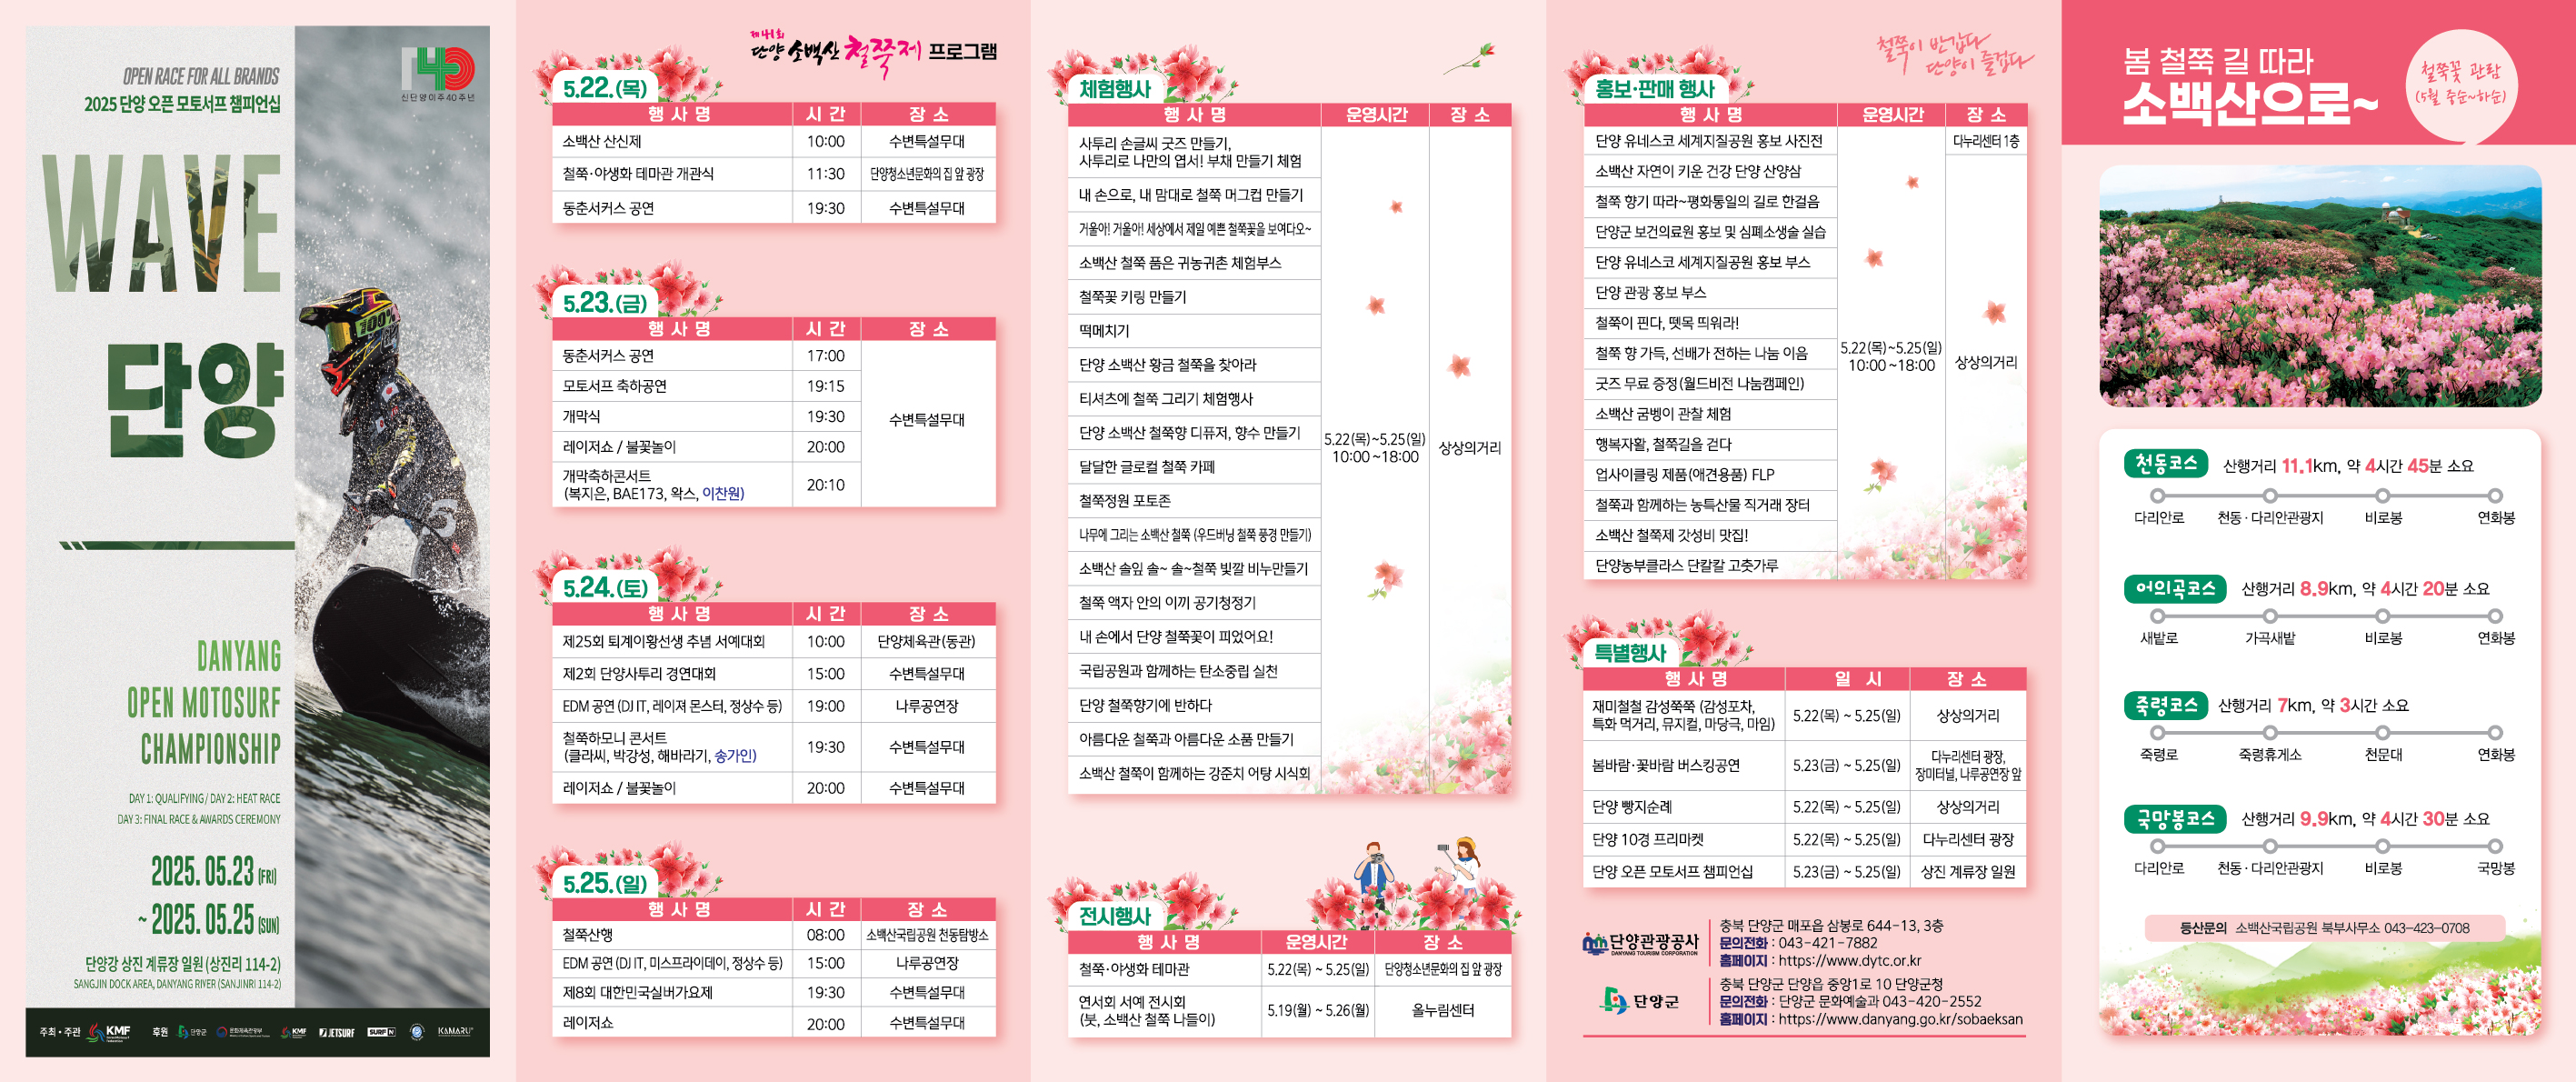 OPEN RACE FOR ALL BRANDS
2025 단양 오픈 모토서프 챔피언십
WAVE
단양
DANYANG
OPEN MOTOSURF
CHAMPIONSHIP
DAY 1: QUALIFYING / DAY 2: HEAT RACE
DAY 3: FINAL RACE & AWARDS CEREMONY
2025. 05.23 (FRI)
~ 2025. 05.25 (SUN)
단양강 상진 계류장 일원 (상진리 114-2)
SANGJIN DOCK AREA, DANYANG RIVER (SANJINRI 114-2)
40
신단양이주40주년
100%
5
주최·주관 KMF 후원 단양군 문화체육관광부 KMF JETSURF SURF N KAMARU
제41회
단양 소백산 철쭉제 프로그램
5.22.(목)
행 사 명 시 간 장 소
소백산 산신제 10:00 수변특설무대
철쭉·야생화 테마관 개관식 11:30 단양청소년문화의 집 앞 광장
동춘서커스 공연 19:30 수변특설무대
5.23.(금)
행 사 명 시 간 장 소
동춘서커스 공연 17:00
모토서프 축하공연 19:15
개막식 19:30
수변특설무대
레이저쇼 / 불꽃놀이 20:00
개막축하콘서트
(복지은, BAE173, 왁스, 이찬원) 20:10
5.24.(토)
행 사 명 시 간 장 소
제25회 퇴계이황선생 추념 서예대회 10:00 단양체육관(동관)
제2회 단양사투리 경연대회 15:00 수변특설무대
EDM 공연 (DJ IT, 레이져 몬스터, 정상수 등) 19:00 나루공연장
철쭉하모니 콘서트
(클라씨, 박강성, 해바라기, 송가인) 19:30 수변특설무대
레이저쇼 / 불꽃놀이 20:00 수변특설무대
5.25.(일)
행 사 명 시 간 장 소
철쭉산행 08:00 소백산국립공원 천동탐방소
EDM 공연 (DJ IT, 미스프라이데이, 정상수 등) 15:00 나루공연장
제8회 대한민국실버가요제 19:30 수변특설무대
레이저쇼 20:00 수변특설무대
체험행사
행 사 명 운영시간 장 소
사투리 손글씨 굿즈 만들기,
사투리로 나만의 엽서! 부채 만들기 체험
내 손으로, 내 맘대로 철쭉 머그컵 만들기
거울아! 거울아! 세상에서 제일 예쁜 철쭉꽃을 보여다오~
소백산 철쭉 품은 귀농귀촌 체험부스
철쭉꽃 키링 만들기
떡메치기
단양 소백산 황금 철쭉을 찾아라
티셔츠에 철쭉 그리기 체험행사
단양 소백산 철쭉향 디퓨저, 향수 만들기
5.22(목)~5.25(일)
10:00 ~18:00
상상의거리
달달한 글로컬 철쭉 카페
철쭉정원 포토존
나무에 그리는 소백산 철쭉 (우드버닝 철쭉 풍경 만들기)
소백산 솔잎 솔~ 솔~철쭉 빛깔 비누만들기
철쭉 액자 안의 이끼 공기청정기
내 손에서 단양 철쭉꽃이 피었어요!
국립공원과 함께하는 탄소중립 실천
단양 철쭉향기에 반하다
아름다운 철쭉과 아름다운 소품 만들기
소백산 철쭉이 함께하는 강준치 어탕 시식회
전시행사
행 사 명 운영시간 장 소
철쭉·야생화 테마관 5.22(목) ~ 5.25(일) 단양청소년문화의 집 앞 광장
연서회 서예 전시회
(붓, 소백산 철쭉 나들이) 5.19(월) ~ 5.26(월) 올누림센터
철쭉이 반갑다
단양이 즐겁다
홍보·판매 행사
행 사 명 운영시간 장 소
단양 유네스코 세계지질공원 홍보 사진전 다누리센터 1층
소백산 자연이 키운 건강 단양 산양삼
철쭉 향기 따라~평화통일의 길로 한걸음
단양군 보건의료원 홍보 및 심폐소생술 실습
단양 유네스코 세계지질공원 홍보 부스
단양 관광 홍보 부스
철쭉이 핀다, 뗏목 띄워라!
철쭉 향 가득, 선배가 전하는 나눔 이음
5.22(목)~5.25(일)
10:00 ~18:00
상상의거리
굿즈 무료 증정(월드비전 나눔캠페인)
소백산 굼벵이 관찰 체험
행복자활, 철쭉길을 걷다
업사이클링 제품(애견용품) FLP
철쭉과 함께하는 농특산물 직거래 장터
소백산 철쭉제 갓성비 맛집!
단양농부클라스 단칼칼 고춧가루
특별행사
행 사 명 일 시 장 소
재미철철 감성쭉쭉 (감성포차,
특화 먹거리, 뮤지컬, 마당극, 마임) 5.22(목) ~ 5.25(일) 상상의거리
봄바람·꽃바람 버스킹공연 5.23(금) ~ 5.25(일) 다누리센터 광장,
장미터널, 나루공연장 앞
단양 빵지순례 5.22(목) ~ 5.25(일) 상상의거리
단양 10경 프리마켓 5.22(목) ~ 5.25(일) 다누리센터 광장
단양 오픈 모토서프 챔피언십 5.23(금) ~ 5.25(일) 상진 계류장 일원
단양관광공사
DANYANG TOURISM CORPORATION
충북 단양군 매포읍 삼봉로 644-13, 3층
문의전화 : 043-421-7882
홈페이지 : https://www.dytc.or.kr
단양군
충북 단양군 단양읍 중앙1로 10 단양군청
문의전화 : 단양군 문화예술과 043-420-2552
홈페이지 : https://www.danyang.go.kr/sobaeksan
봄 철쭉 길 따라
소백산으로~
철쭉꽃 관람
(5월 중순~하순)
천동코스 산행거리 11.1km, 약 4시간 45분 소요
다리안로 천동·다리안관광지 비로봉 연화봉
어의곡코스 산행거리 8.9km, 약 4시간 20분 소요
새밭로 가곡새밭 비로봉 연화봉
죽령코스 산행거리 7km, 약 3시간 소요
죽령로 죽령휴게소 천문대 연화봉
국망봉코스 산행거리 9.9km, 약 4시간 30분 소요
다리안로 천동·다리안관광지 비로봉 국망봉
등산문의 소백산국립공원 북부사무소 043-423-0708